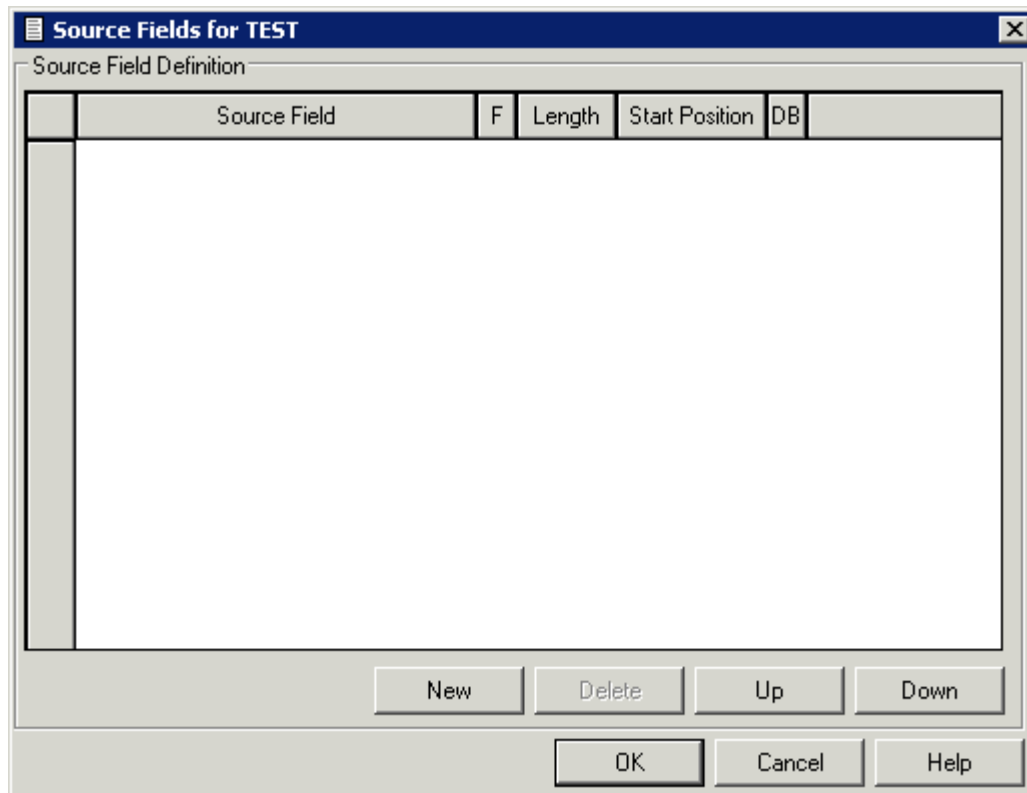 Source Fields for TEST
Source Field Definition
Source Field F Length Start Position DB
New Delete Up Down
OK Cancel Help